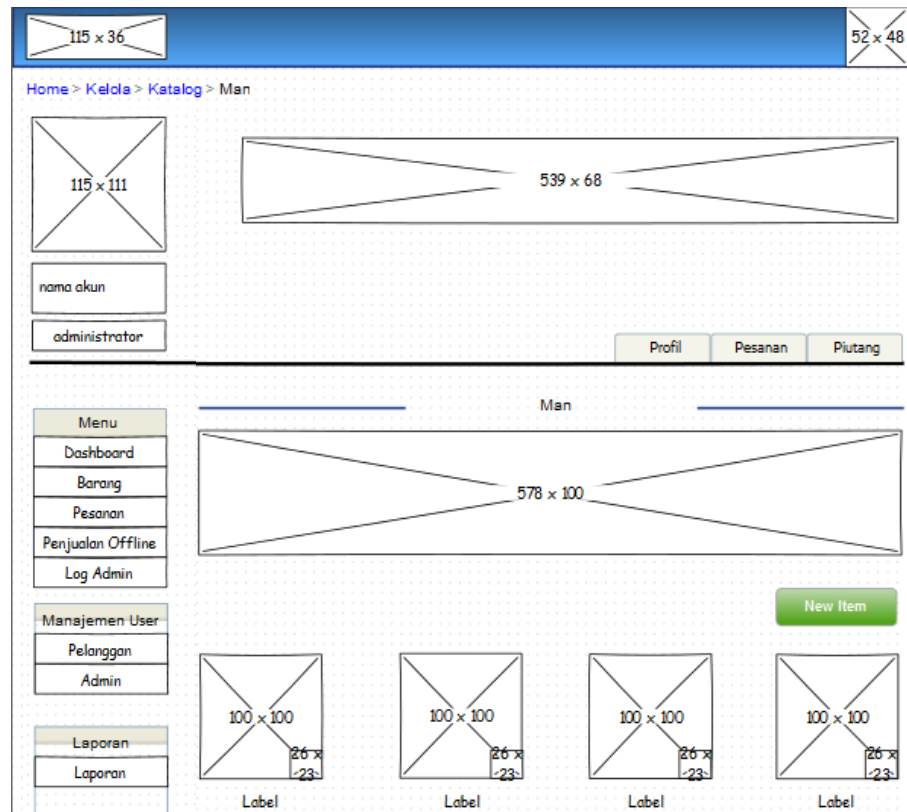 115 x 36
52 x 48
Home > Kelola > Katalog > Man
115 x 111
539 x 68
nama akun
administrator
Profil Pesanan Piutang
Man
Menu
Dashboard
Barang
Pesanan
Penjualan Offline
Log Admin
578 x 100
New Item
Manajemen User
Pelanggan
Admin
Laporan
Laporan
100 x 100 100 x 100 100 x 100 100 x 100
26 x 26 x 26 x 26 x
23 23 23 23
Label Label Label Label